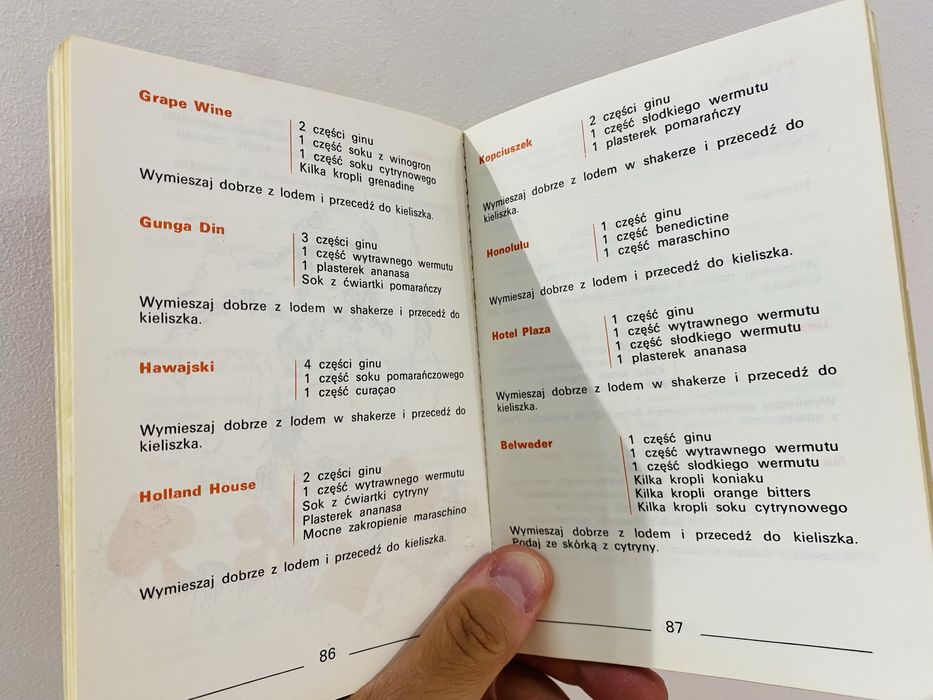 Grape Wine
2 części ginu
1 część soku z winogron
1 część soku cytrynowego
Kilka kropli grenadine
Wymieszaj dobrze z lodem i przecedź do kieliszka.
Gunga Din
3 części ginu
1 część wytrawnego wermutu
1 plasterek ananasa
Sok z ćwiartki pomarańczy
Wymieszaj dobrze z lodem w shakerze i przecedź do
kieliszka.
Hawajski
4 części ginu
1 część soku pomarańczowego
1 część curaçao
Wymieszaj dobrze z lodem w shakerze i przecedź do
kieliszka.
Holland House
2 części ginu
1 część wytrawnego wermutu
Sok z ćwiartki cytryny
Plasterek ananasa
Mocne zakropienie maraschino
Wymieszaj dobrze z lodem i przecedź do kieliszka.
86
Kopciuszek
2 części ginu
1 część słodkiego wermutu
1 plasterek pomarańczy
Wymieszaj dobrze z lodem w shakerze i przecedź do
kieliszka.
Honolulu
1 część ginu
1 część benedictine
1 część maraschino
Wymieszaj dobrze z lodem i przecedź do kieliszka.
Hotel Plaza
1 część ginu
1 część wytrawnego wermutu
1 część słodkiego wermutu
1 plasterek ananasa
Wymieszaj dobrze z lodem w shakerze i przecedź do
kieliszka.
Belweder
1 część ginu
1 część wytrawnego wermutu
1 część słodkiego wermutu
Kilka kropli koniaku
Kilka kropli orange bitters
Kilka kropli soku cytrynowego
Wymieszaj dobrze z lodem i przecedź do kieliszka.
Podaj ze skórką z cytryny.
87